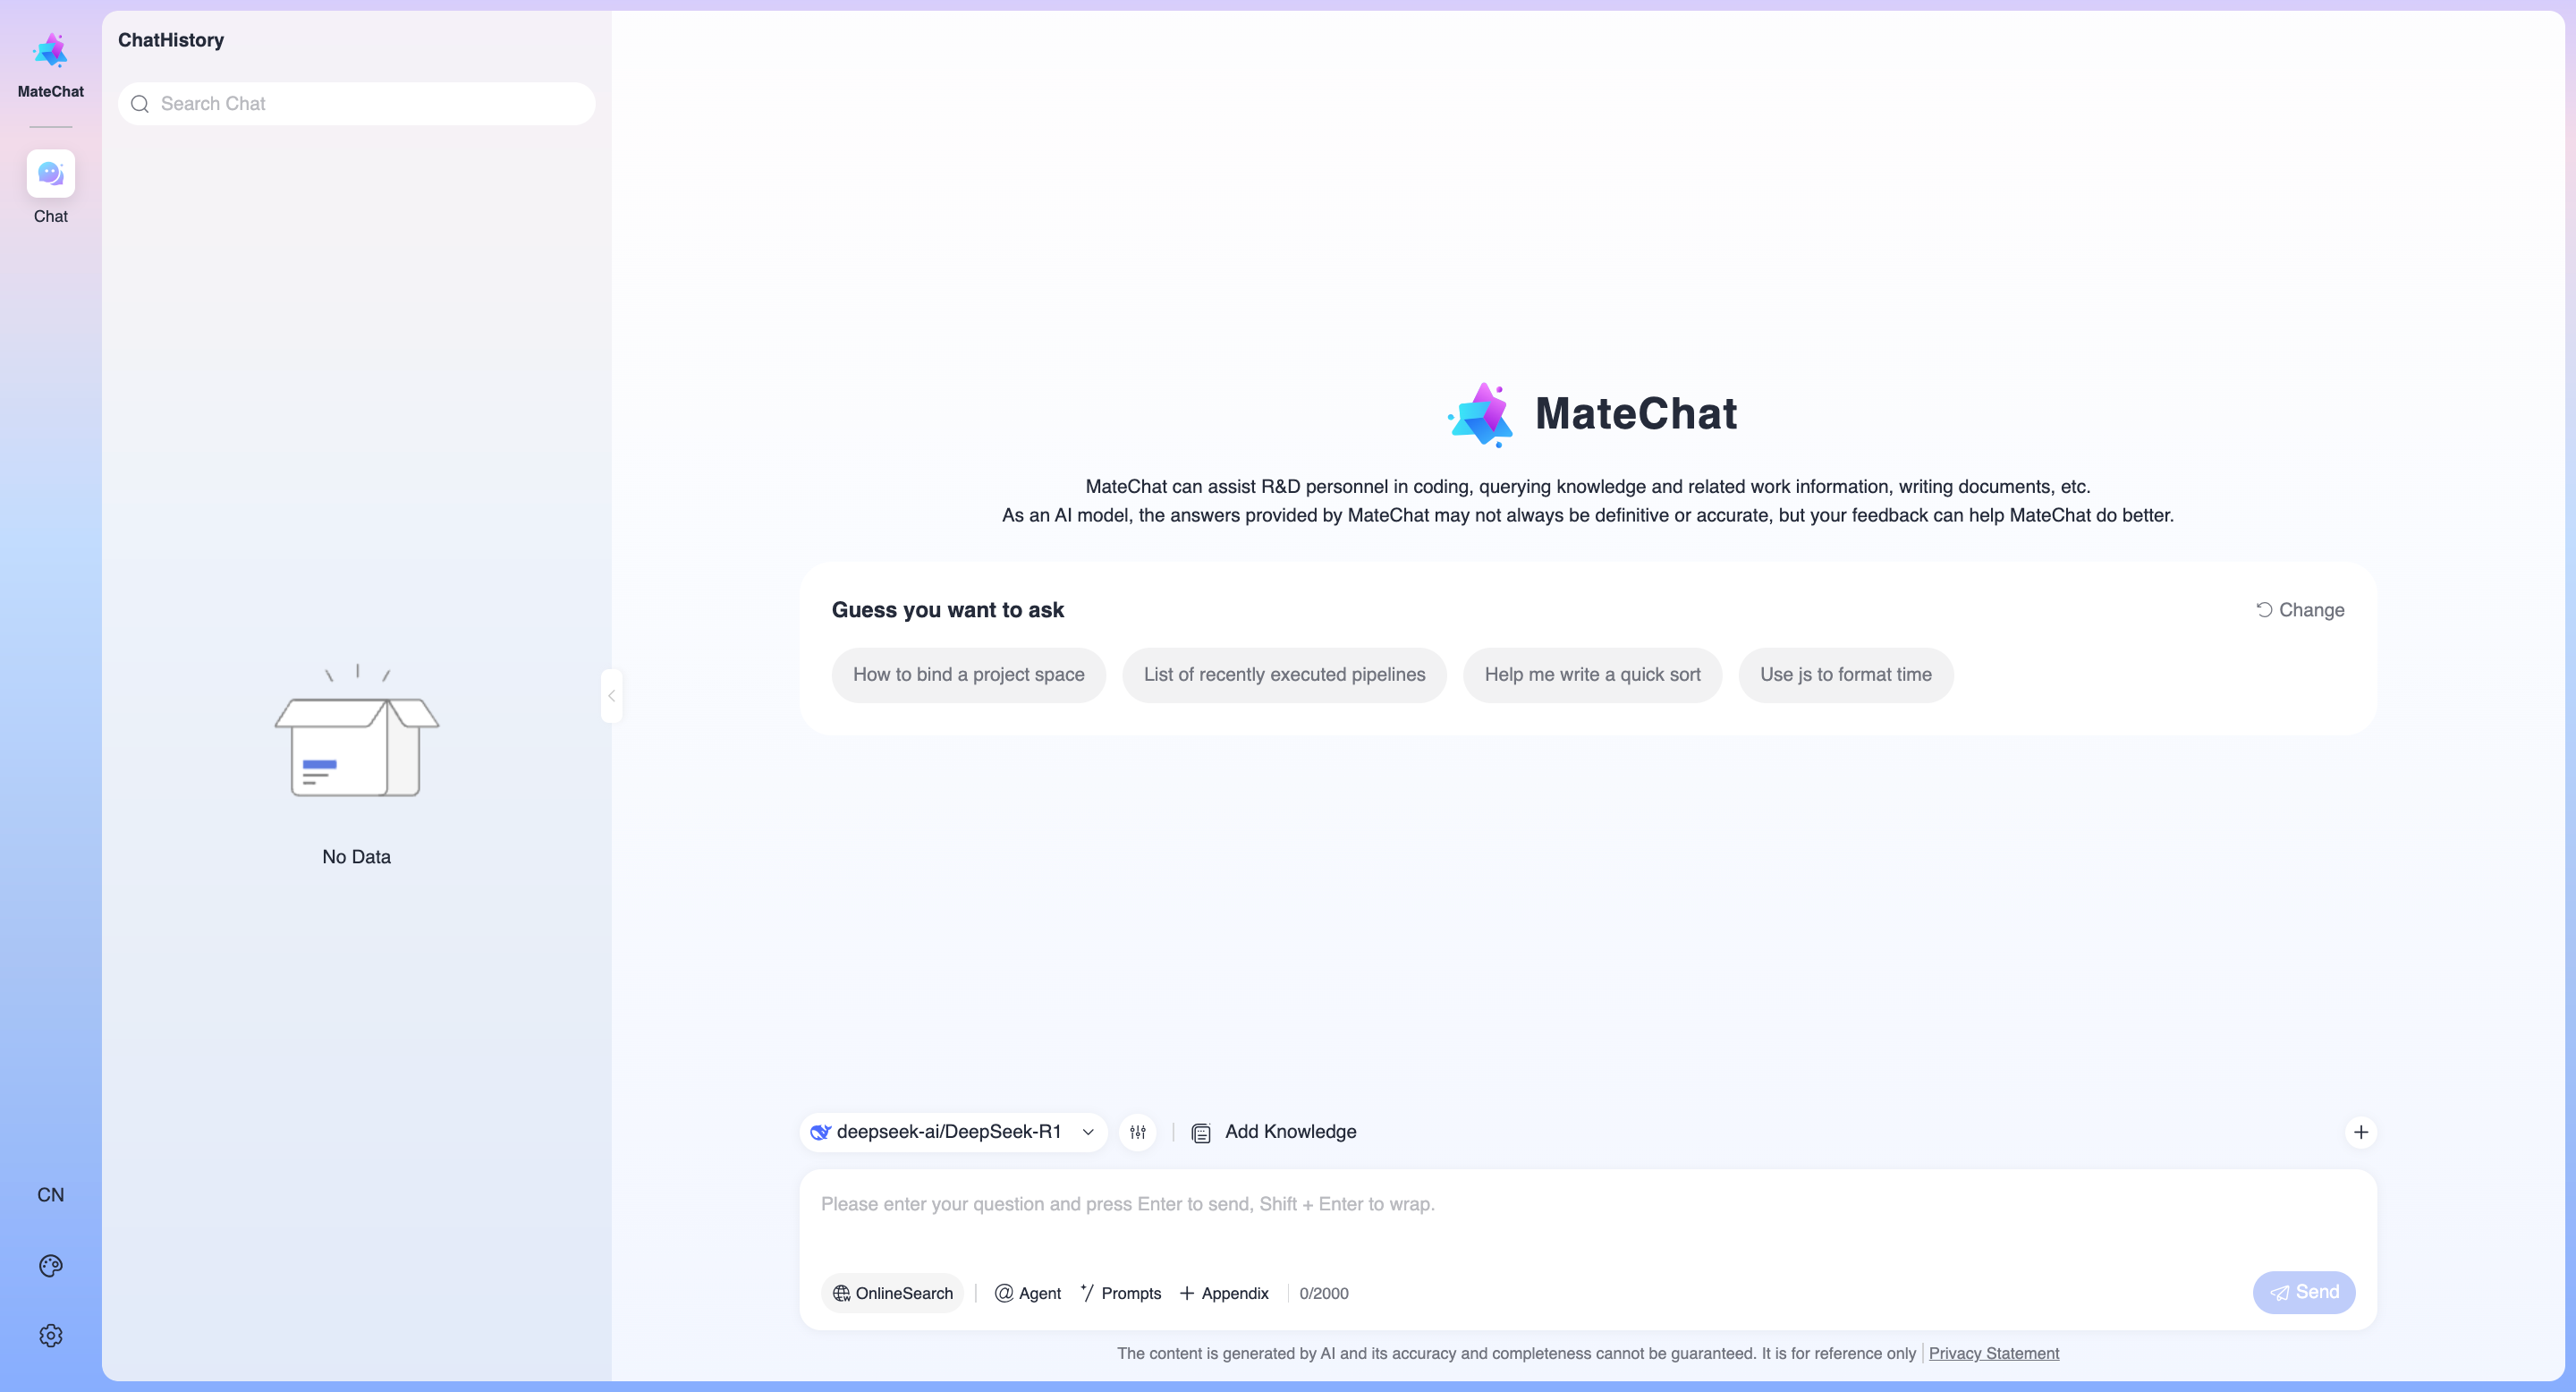 MateChat
Chat
CN
ChatHistory
Search Chat
No Data
MateChat
MateChat can assist R&D personnel in coding, querying knowledge and related work information, writing documents, etc.
As an AI model, the answers provided by MateChat may not always be definitive or accurate, but your feedback can help MateChat do better.
Guess you want to ask
Change
How to bind a project space
List of recently executed pipelines
Help me write a quick sort
Use js to format time
deepseek-ai/DeepSeek-R1
Add Knowledge
Please enter your question and press Enter to send, Shift + Enter to wrap.
OnlineSearch
Agent
Prompts
Appendix
0/2000
Send
The content is generated by AI and its accuracy and completeness cannot be guaranteed. It is for reference only
Privacy Statement